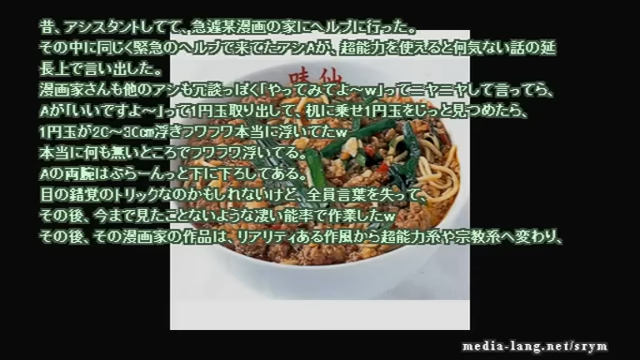 昔、アシスタントしてて、急遽某漫画の家にヘルプに行った。
その中に同じく緊急のヘルプで来てたアシAが、超能力を使えると何気ない話の延
長上で言い出した。
漫画家さんも他のアシも冗談っぽく「やってみてよ～w」ってニヤニヤして言ってら、
Aが「いいですよ～」って1円玉取り出して、机に乗せ1円玉をじっと見つめたら、
1円玉が2C～3Cm浮きフワフワ本当に浮いてたw
本当に何も無いところでフワフワ浮いてる。
Aの両腕はぶら～んっと下に下ろしてある。
目の錯覚のトリックなのかもしれないけど、全員言葉を失って、
その後、今まで見たことないような凄い能率で作業したw
その後、その漫画家の作品は、リアリティある作風から超能力系や宗教系へ変わり、
味仙
media-lang.net/srym